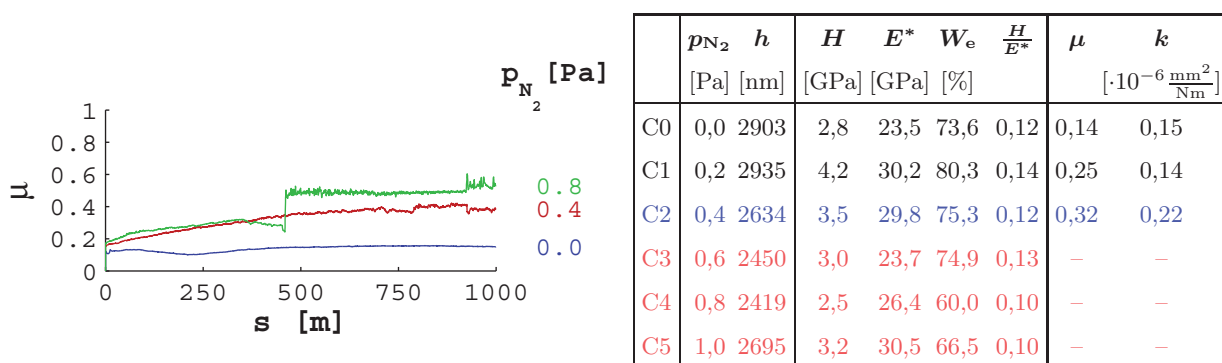 p_N_2 [Pa]
1
0.8
0.6
0.4
0.2
0
μ
0.8
0.4
0.0
0 250 500 750 1000
s [m]
p_N₂ h H E* W_e H/E* μ k
[Pa] [nm] [GPa] [GPa] [%] [·10⁻⁶ mm²/Nm]
C0 0,0 2903 2,8 23,5 73,6 0,12 0,14 0,15
C1 0,2 2935 4,2 30,2 80,3 0,14 0,25 0,14
C2 0,4 2634 3,5 29,8 75,3 0,12 0,32 0,22
C3 0,6 2450 3,0 23,7 74,9 0,13 – –
C4 0,8 2419 2,5 26,4 60,0 0,10 – –
C5 1,0 2695 3,2 30,5 66,5 0,10 – –